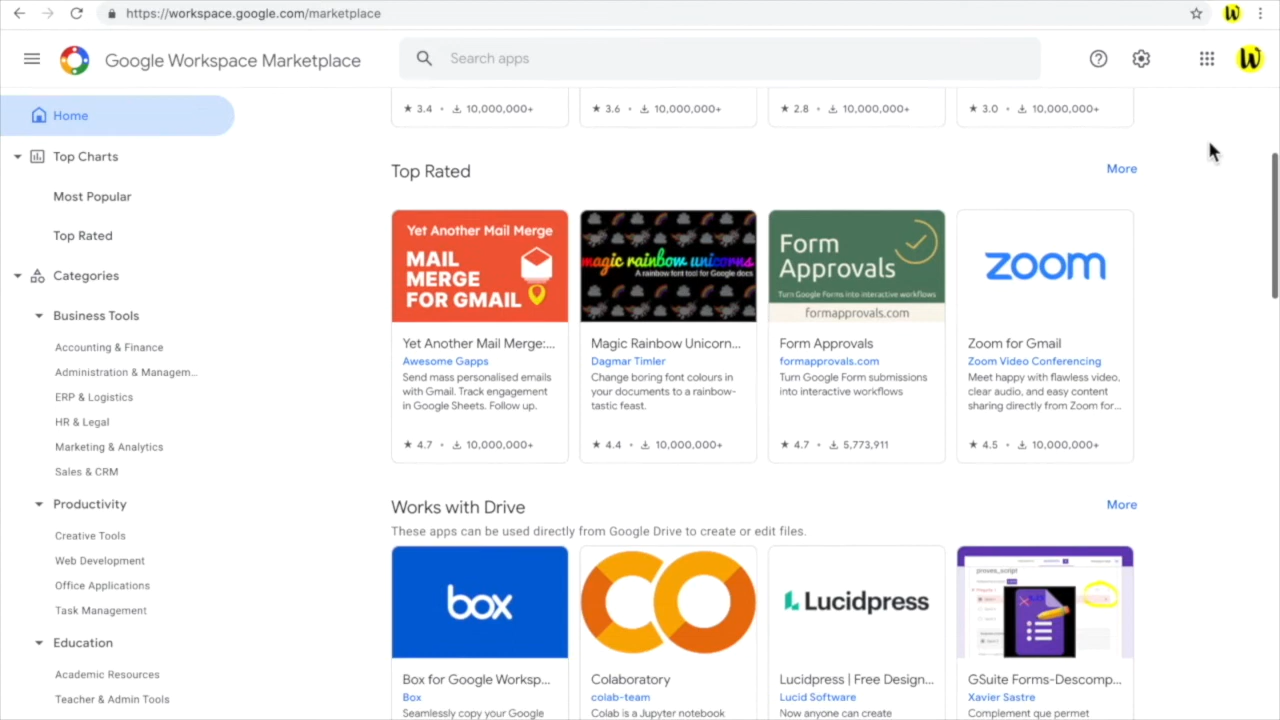 https://workspace.google.com/marketplace
W
Google Workspace Marketplace
Search apps
W
Home
Top Charts
Most Popular
Top Rated
Categories
Business Tools
Accounting & Finance
Administration & Managem...
ERP & Logistics
HR & Legal
Marketing & Analytics
Sales & CRM
Productivity
Creative Tools
Web Development
Office Applications
Task Management
Education
Academic Resources
Teacher & Admin Tools
★ 3.4 • 10,000,000+
★ 3.6 • 10,000,000+
★ 2.8 • 10,000,000+
★ 3.0 • 10,000,000+
Top Rated
More
Yet Another Mail Merge
MAIL
MERGE
FOR GMAIL
Yet Another Mail Merge:...
Awesome Gapps
Send mass personalised emails
with Gmail. Track engagement
in Google Sheets. Follow up.
★ 4.7 • 10,000,000+
magic rainbow unicorns
A rainbow font tool for Google docs
Magic Rainbow Unicorn...
Dagmar Timler
Change boring font colours in
your documents to a rainbow-
tastic feast.
★ 4.4 • 10,000,000+
Form
Approvals
Turn Google Forms into interactive workflows
formapprovals.com
Form Approvals
formapprovals.com
Turn Google Form submissions
into interactive workflows
★ 4.7 • 5,773,911
zoom
Zoom for Gmail
Zoom Video Conferencing
Meet happy with flawless video,
clear audio, and easy content
sharing directly from Zoom for...
★ 4.5 • 10,000,000+
Works with Drive
More
These apps can be used directly from Google Drive to create or edit files.
box
Box for Google Worksp...
Box
Seamlessly copy your Google
Colaboratory
colab-team
Colab is a Jupyter notebook
Lucidpress
Lucidpress | Free Design...
Lucid Software
Now anyone can create
proves_script
GSuite Forms-Descomp...
Xavier Sastre
Complement que permet